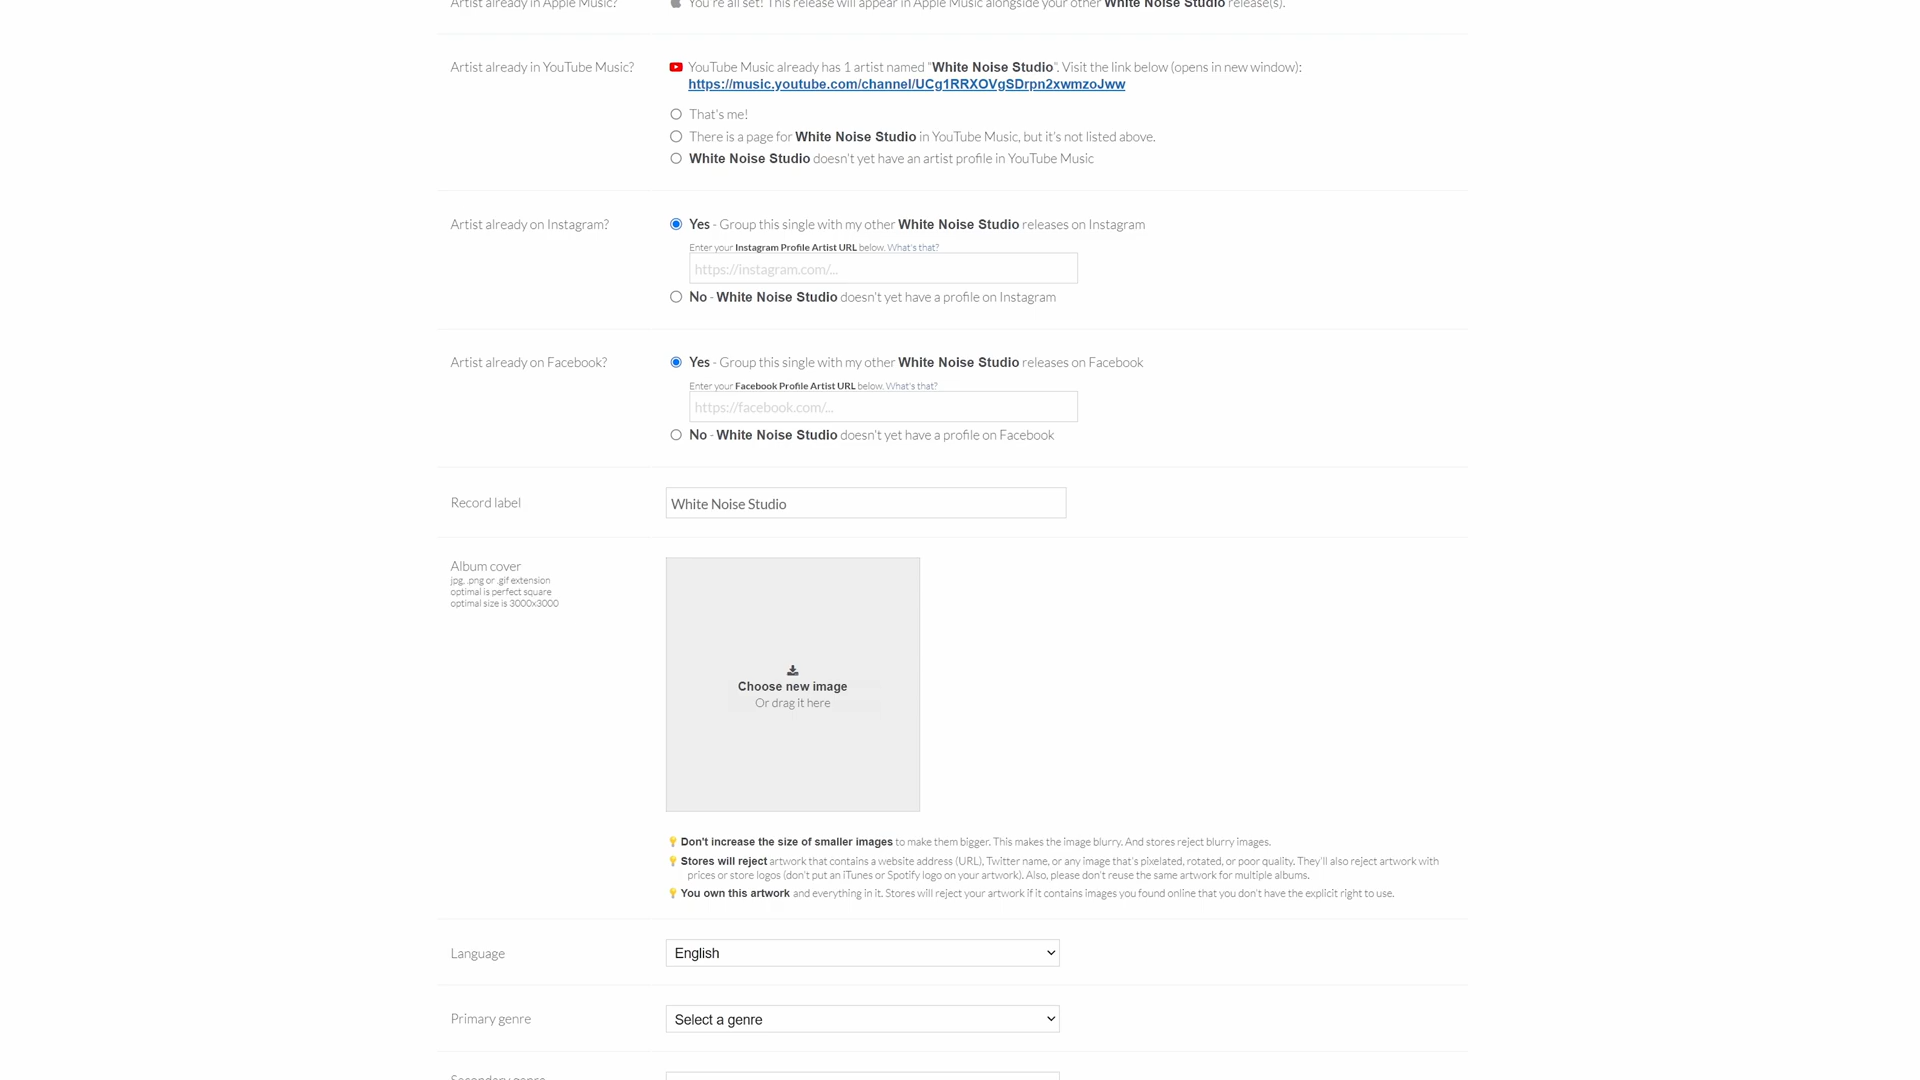 Artist already in Apple Music?
You're all set! This release will appear in Apple Music alongside your other White Noise Studio release(s).
Artist already in YouTube Music?
YouTube Music already has 1 artist named "White Noise Studio". Visit the link below (opens in new window):
https://music.youtube.com/channel/UCg1RRXOVgSDrpn2xwmzoJww
That's me!
There is a page for White Noise Studio in YouTube Music, but it's not listed above.
White Noise Studio doesn't yet have an artist profile in YouTube Music
Artist already on Instagram?
Yes - Group this single with my other White Noise Studio releases on Instagram
Enter your Instagram Profile Artist URL below. What's that?
https://instagram.com/...
No - White Noise Studio doesn't yet have a profile on Instagram
Artist already on Facebook?
Yes - Group this single with my other White Noise Studio releases on Facebook
Enter your Facebook Profile Artist URL below. What's that?
https://facebook.com/...
No - White Noise Studio doesn't yet have a profile on Facebook
Record label
White Noise Studio
Album cover
jpg, .png or .gif extension
optimal is perfect square
optimal size is 3000x3000
Choose new image
Or drag it here
Don't increase the size of smaller images to make them bigger. This makes the image blurry. And stores reject blurry images.
Stores will reject artwork that contains a website address (URL), Twitter name, or any image that's pixelated, rotated, or poor quality. They'll also reject artwork with
prices or store logos (don't put an iTunes or Spotify logo on your artwork). Also, please don't reuse the same artwork for multiple albums.
You own this artwork and everything in it. Stores will reject your artwork if it contains images you found online that you don't have the explicit right to use.
Language
English
Primary genre
Select a genre
Secondary genre